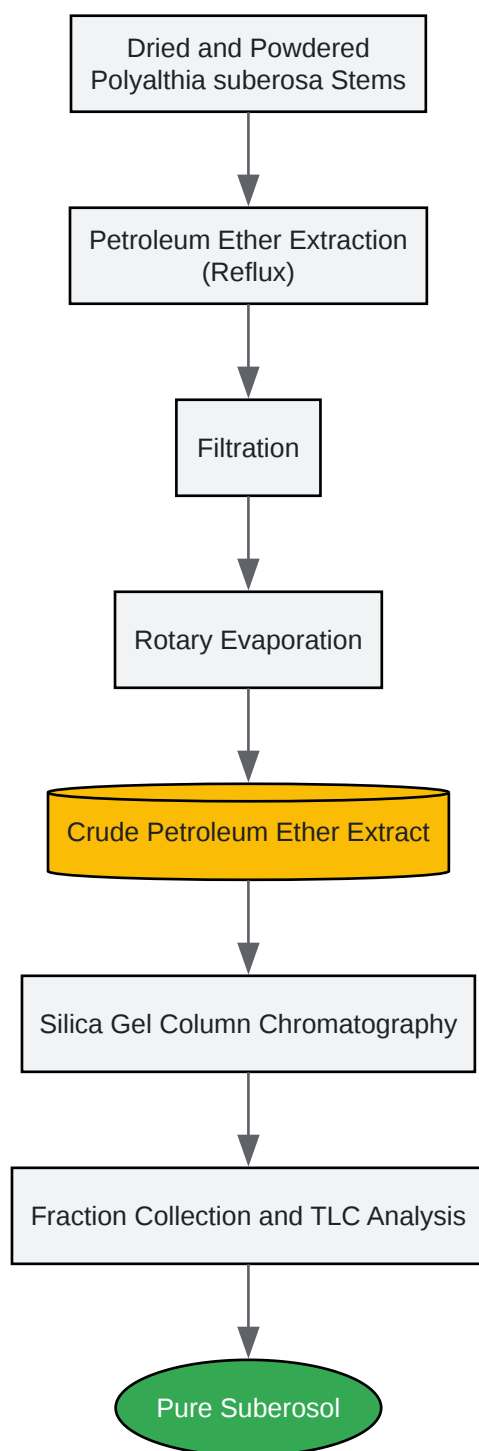 Dried and Powdered
Polyalthia suberosa Stems
Petroleum Ether Extraction
(Reflux)
Filtration
Rotary Evaporation
Crude Petroleum Ether Extract
Silica Gel Column Chromatography
Fraction Collection and TLC Analysis
Pure Suberosol